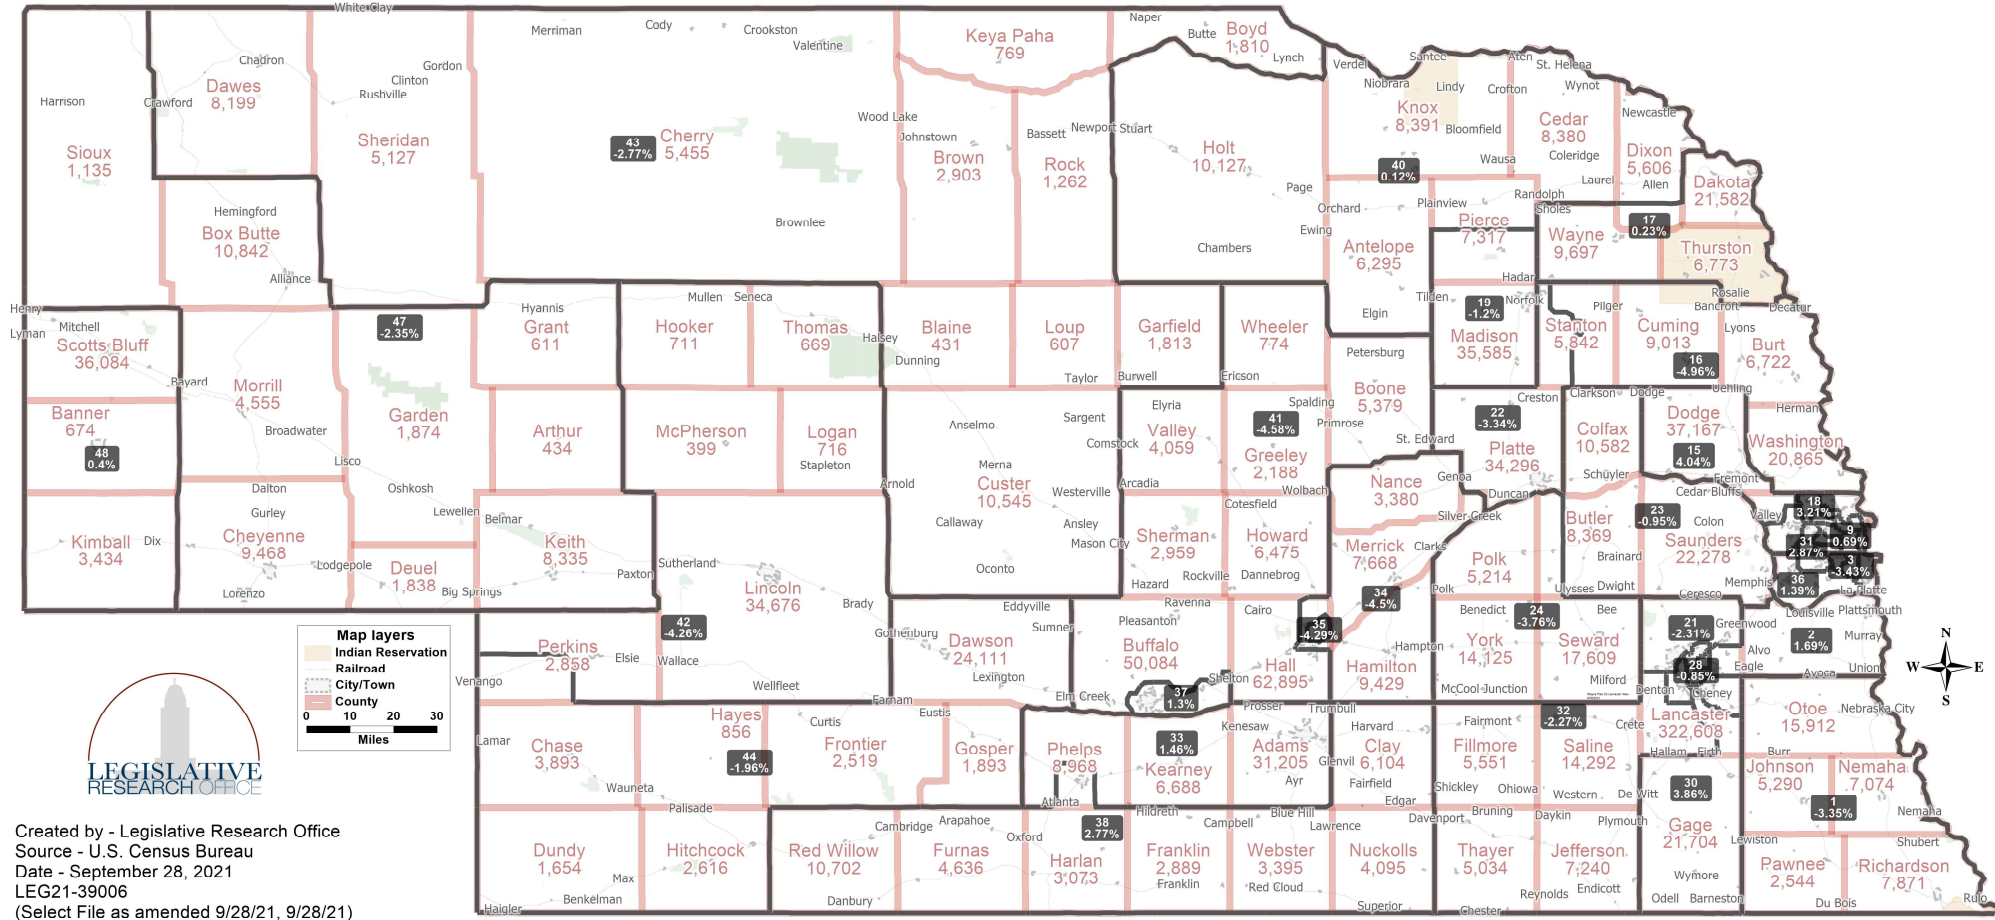 White Clay
Merriman
Cody
Crookston
Valentine
Keya Paha
769
Naper
Butte
Boyd
1,810
Lynch
Verdel
Santee
Aten
St. Helena
Niobrara
Lindy
Crofton
Wynot
Newcastle
Harrison
Chadron
Dawes
8,199
Crawford
Gordon
Clinton
Rushville
Sheridan
5,127
Sioux
1,135
43
-2.77%
Cherry
5,455
Wood Lake
Johnstown
Brown
2,903
Bassett
Newport
Stuart
Rock
1,262
Holt
10,127
Knox
8,391
Bloomfield
Cedar
8,380
Coleridge
Dixon
5,606
Wausa
40
0.12%
Laurel
Allen
Dakota
21,582
Hemingford
Box Butte
10,842
Alliance
Brownlee
Page
Orchard
Ewing
Chambers
Antelope
6,295
Plainview
Pierce
7,317
Randolph
Sholes
Wayne
9,697
17
0.23%
Thurston
6,773
Hadar
Rosalie
Bancroft
Decatur
Henry
Lyman
Mitchell
Scotts Bluff
36,084
Bayard
47
-2.35%
Hyannis
Grant
611
Mullen
Seneca
Hooker
711
Thomas
669
Halsey
Dunning
Blaine
431
Loup
607
Taylor
Garfield
1,813
Burwell
Wheeler
774
Ericson
Elgin
Tilden
19
-1.2%
Norfolk
Madison
35,585
Pilger
Stanton
5,842
Cuming
9,013
16
-4.96%
Lyons
Burt
6,722
Uehling
Petersburg
Boone
5,379
Banner
674
48
0.4%
Morrill
4,555
Broadwater
Lisco
Garden
1,874
Oshkosh
Arthur
434
McPherson
399
Logan
716
Stapleton
Arnold
Anselmo
Merna
Custer
10,545
Callaway
Sargent
Comstock
Westerville
Ansley
Mason City
Oconto
Elyria
Valley
4,059
Arcadia
41
-4.58%
Greeley
2,188
Spalding
Primrose
Wolbach
Cotesfield
St. Edward
Creston
22
-3.34%
Platte
34,296
Clarkson
Dodge
Colfax
10,582
Schuyler
Dodge
37,167
15
4.04%
Fremont
Cedar Bluffs
Herman
Washington
20,865
Nance
3,380
Genoa
Duncan
Silver Creek
Kimball
3,434
Dix
Dalton
Gurley
Cheyenne
9,468
Lodgepole
Lorenzo
Lewellen
Belmar
Deuel
1,838
Big Springs
Keith
8,335
Paxton
Sutherland
Lincoln
34,676
Brady
Sherman
2,959
Hazard
Rockville
Howard
6,475
Dannebrog
Merrick
7,668
Clarks
Polk
5,214
Polk
Butler
8,369
Brainard
Ulysses
Dwight
23
-0.95%
Colon
Saunders
22,278
Memphis
Ceresco
Valley
18
3.21%
9
0.69%
31
2.87%
3
-3.43%
36
1.39%
La Platte
Louisville
Plattsmouth
2
1.69%
Murray
Union
Avoca
Greenwood
Alvo
Eagle
Perkins
2,858
Venango
Elsie
Wallace
42
-4.26%
Wellfleet
Gothenburg
Dawson
24,111
Lexington
Farnam
Eddyville
Sumner
Elm Creek
Pleasanton
Ravenna
Buffalo
50,084
37
1.3%
Shelton
Cairo
35
-4.29%
Hall
62,895
34
-4.5%
Hampton
Hamilton
9,429
Benedict
York
14,125
McCool Junction
24
-3.76%
Bee
Seward
17,609
Milford
21
-2.31%
28
-0.85%
Denton
Cheney
Lancaster
322,608
Hallam
Firth
Otoe
15,912
Nebraska City
Burr
Lamar
Chase
3,893
Wauneta
Hayes
856
44
-1.96%
Palisade
Curtis
Frontier
2,519
Eustis
Gosper
1,893
Phelps
8,968
Atlanta
33
1.46%
Kearney
6,688
Hildreth
Prosser
Kenesaw
Adams
31,205
Ayr
Blue Hill
Trumbull
Harvard
Glenvil
Clay
6,104
Fairfield
Edgar
Fairmont
Fillmore
5,551
Shickley
Ohiowa
32
-2.27%
Saline
14,292
Western
Crete
De Witt
30
3.86%
Gage
21,704
Johnson
5,290
Nemaha
7,074
1
-3.35%
Nemaha
Dundy
1,654
Max
Benkelman
Haigler
Hitchcock
2,616
Red Willow
10,702
Danbury
Cambridge
Arapahoe
Furnas
4,636
Oxford
38
2.77%
Harlan
3,073
Franklin
2,889
Franklin
Campbell
Webster
3,395
Red Cloud
Lawrence
Nuckolls
4,095
Superior
Davenport
Bruning
Thayer
5,034
Chester
Daykin
Plymouth
Jefferson
7,240
Reynolds
Endicott
Wymore
Odell
Barneston
Lewiston
Pawnee
2,544
Du Bois
Shubert
Richardson
7,871
Rulo
Map layers
Indian Reservation
Railroad
City/Town
County
0 10 20 30
Miles
N
W E
S
LEGISLATIVE
RESEARCH OFFICE
Created by - Legislative Research Office
Source - U.S. Census Bureau
Date - September 28, 2021
LEG21-39006
(Select File as amended 9/28/21, 9/28/21)